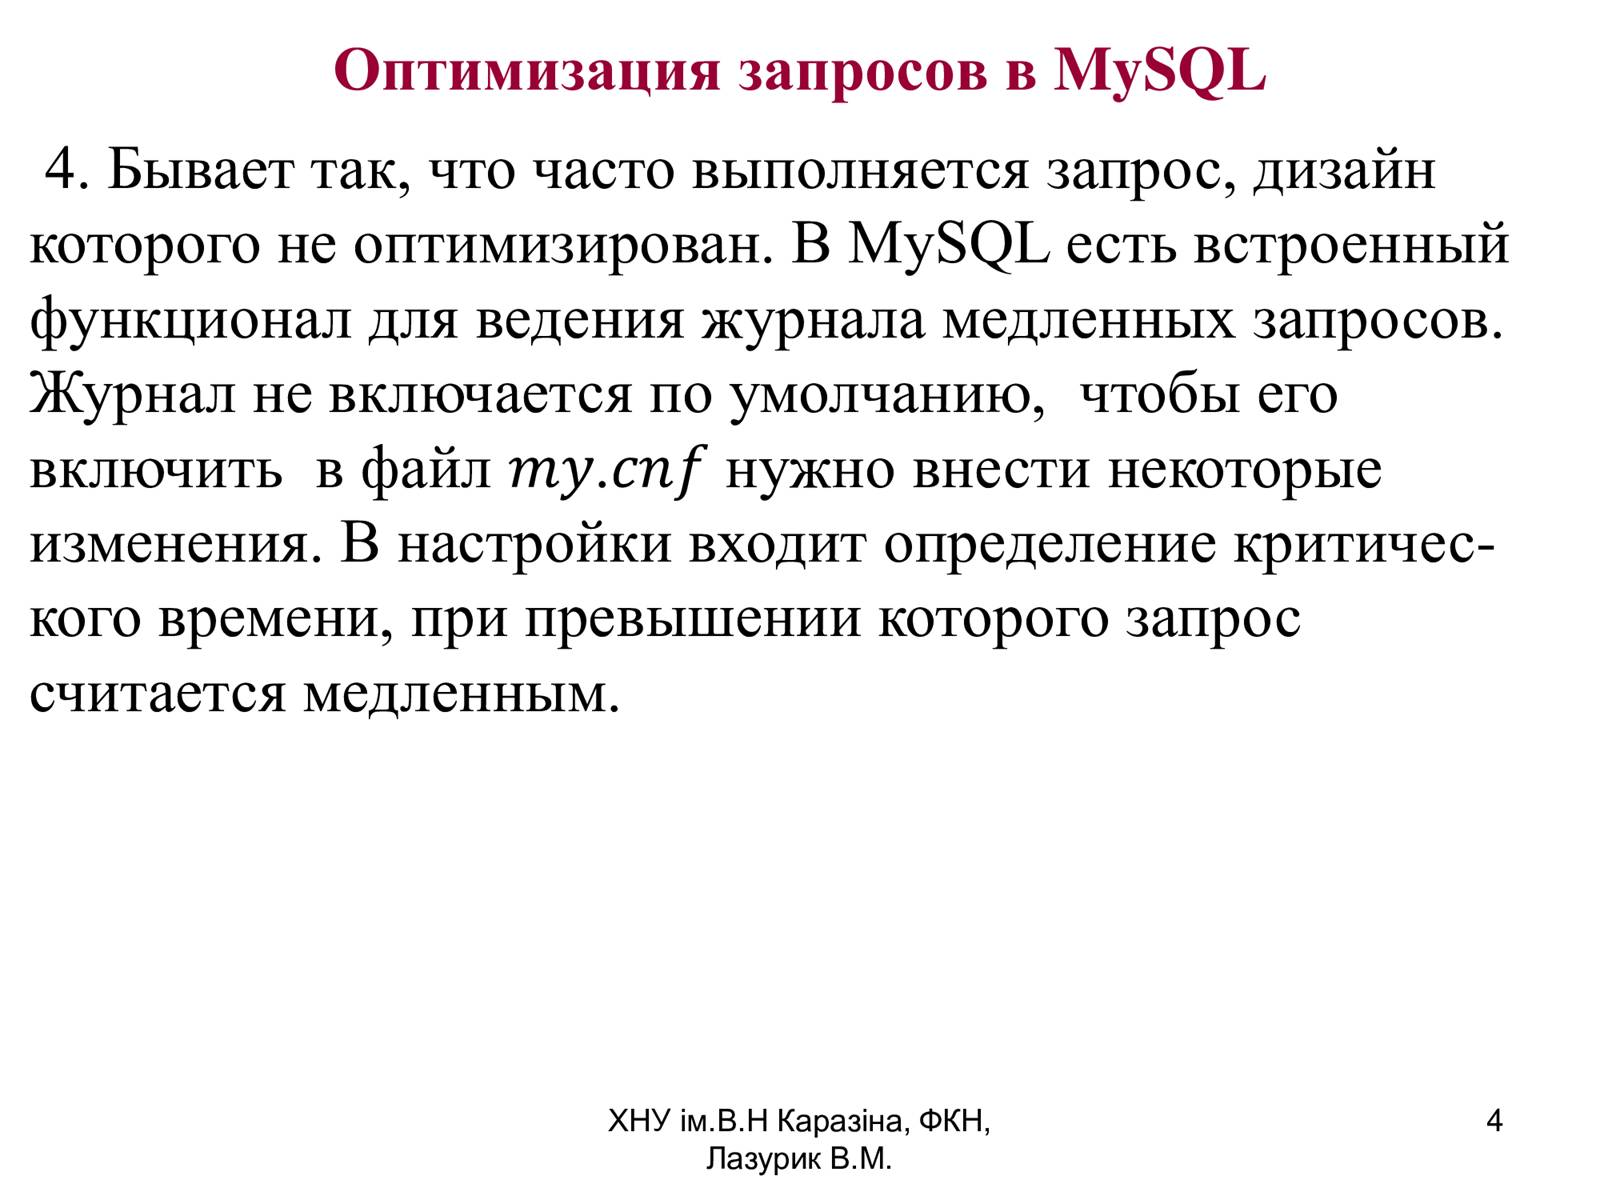 Оптимизация запросов в MySQL
4. Бывает так, что часто выполняется запрос, дизайн
которого не оптимизирован. В MySQL есть встроенный
функционал для ведения журнала медленных запросов.
Журнал не включается по умолчанию,  чтобы его
включить  в файл my.cnf нужно внести некоторые
изменения. В настройки входит определение критичес-
кого времени, при превышении которого запрос
считается медленным.
ХНУ ім.В.Н Каразіна, ФКН,
Лазурик В.М.
4